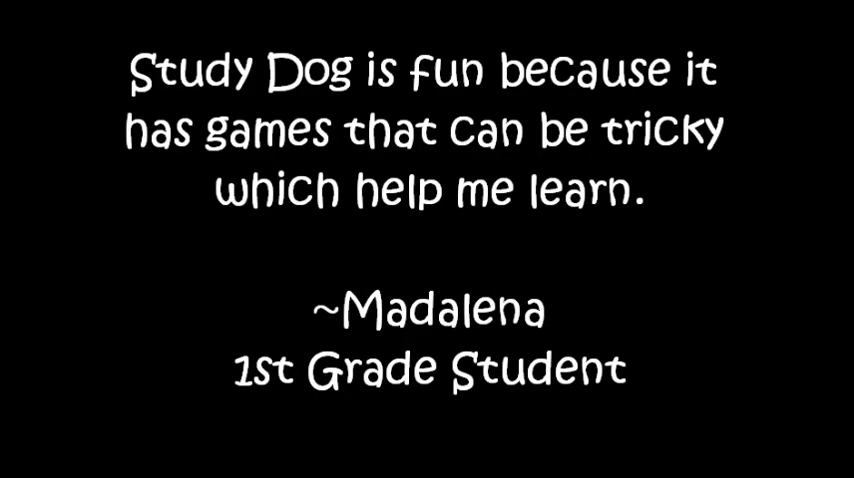 Study Dog is fun because it
has games that can be tricky
which help me learn.
~Madalena
1st Grade Student